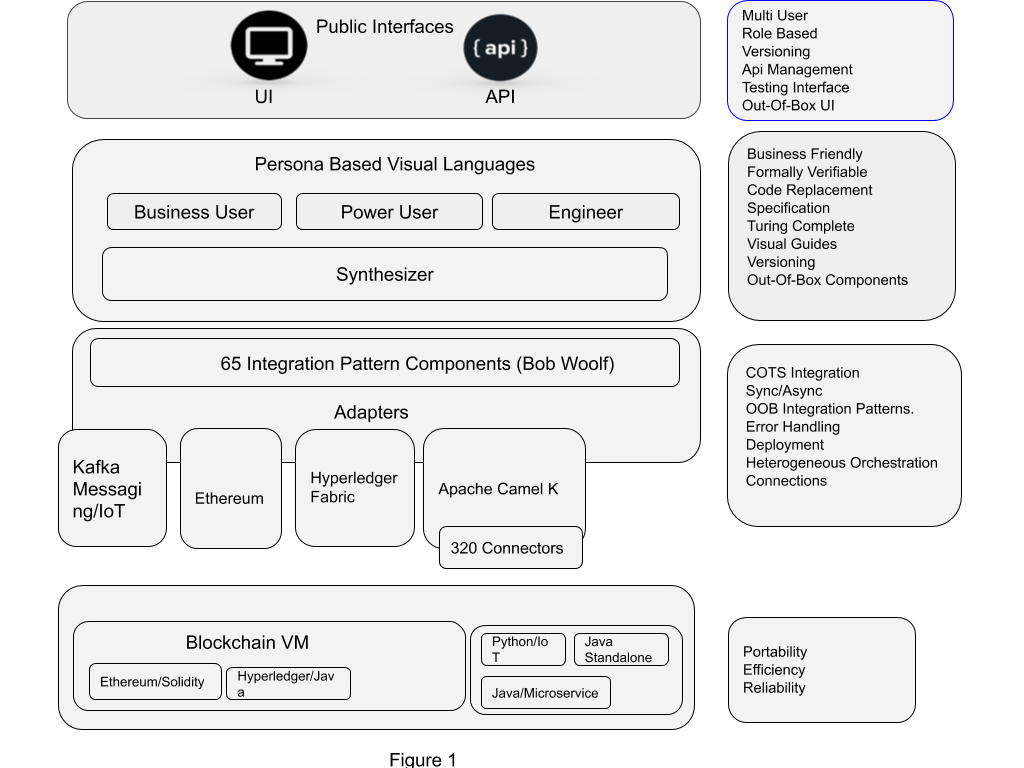 Public Interfaces
{ api }
UI
API
Multi User
Role Based
Versioning
Api Management
Testing Interface
Out-Of-Box UI
Persona Based Visual Languages
Business User
Power User
Engineer
Synthesizer
Business Friendly
Formally Verifiable
Code Replacement
Specification
Turing Complete
Visual Guides
Versioning
Out-Of-Box Components
65 Integration Pattern Components (Bob Woolf)
Adapters
Kafka
Messagi
ng/IoT
Ethereum
Hyperledger
Fabric
Apache Camel K
320 Connectors
COTS Integration
Sync/Async
OOB Integration Patterns.
Error Handling
Deployment
Heterogeneous Orchestration
Connections
Blockchain VM
Ethereum/Solidity
Hyperledger/Jav
a
Python/Io
T
Java
Standalone
Java/Microservice
Portability
Efficiency
Reliability
Figure 1